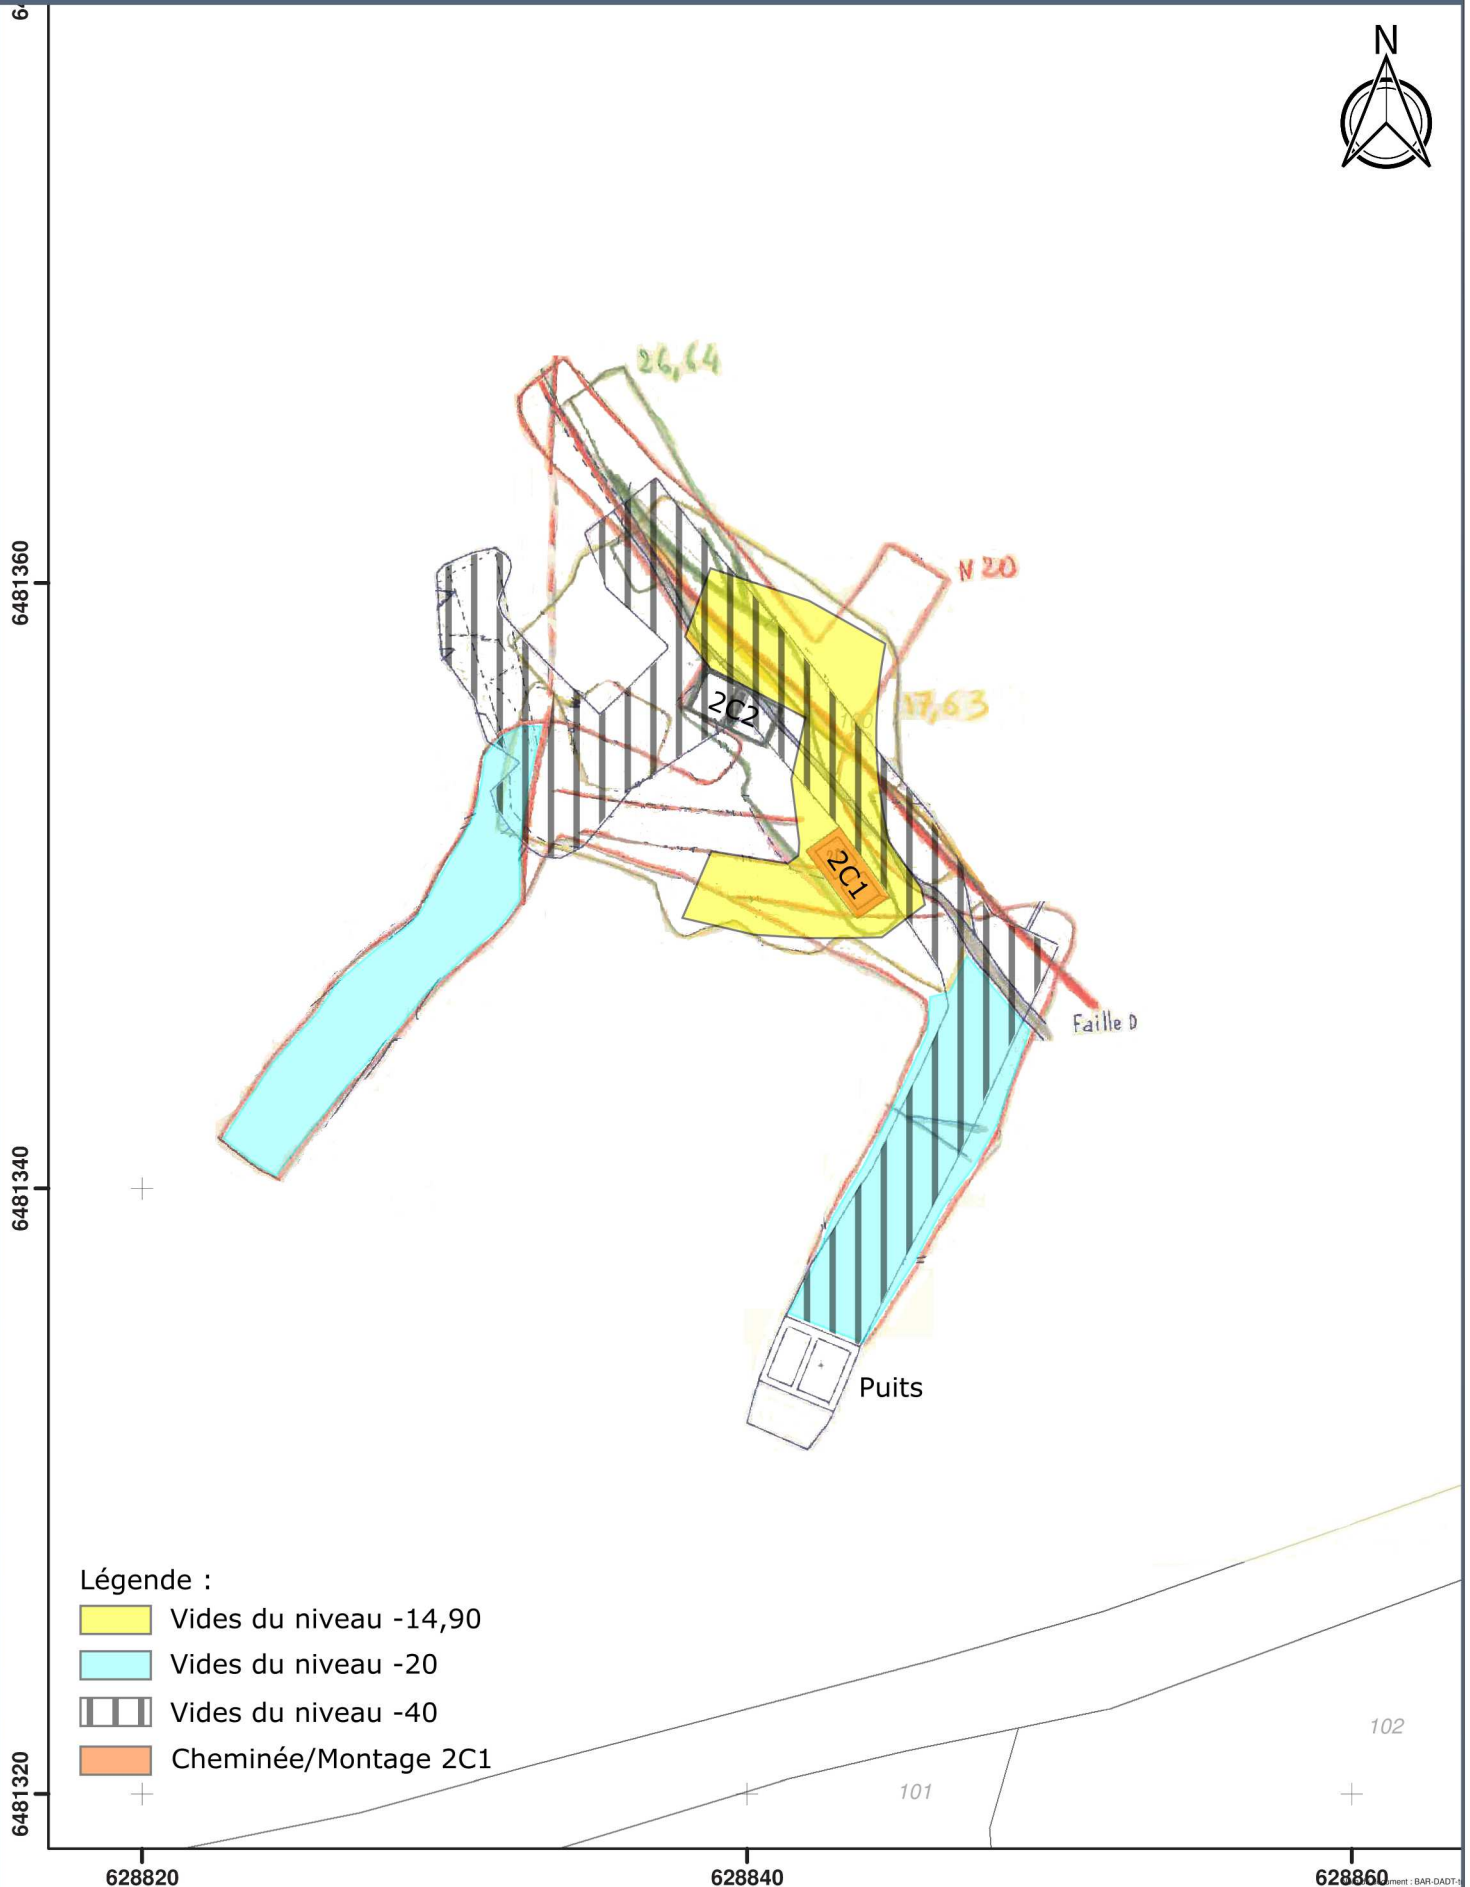 N
26,64
6481360
N 20
2C2
17,63
100
2C1
Faille D
6481340
Puits
Légende :
Vides du niveau -14,90
Vides du niveau -20
Vides du niveau -40
Cheminée/Montage 2C1
102
101
6481320
628820
628840
628860